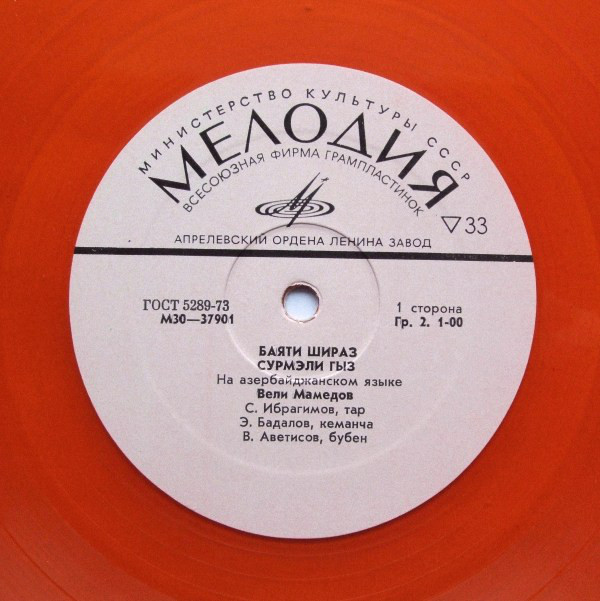 МИНИСТЕРСТВО КУЛЬТУРЫ СССР
МЕЛОДИЯ
ВСЕСОЮЗНАЯ ФИРМА ГРАМПЛАСТИНОК
▽33
АПРЕЛЕВСКИЙ ОРДЕНА ЛЕНИНА ЗАВОД
ГОСТ 5289-73
М30—37901
1 сторона
Гр. 2. 1-00
БАЯТИ ШИРАЗ
СУРМЭЛИ ГЫЗ
На азербайджанском языке
Вели Мамедов
С. Ибрагимов, тар
Э. Бадалов, кеманча
В. Аветисов, бубен